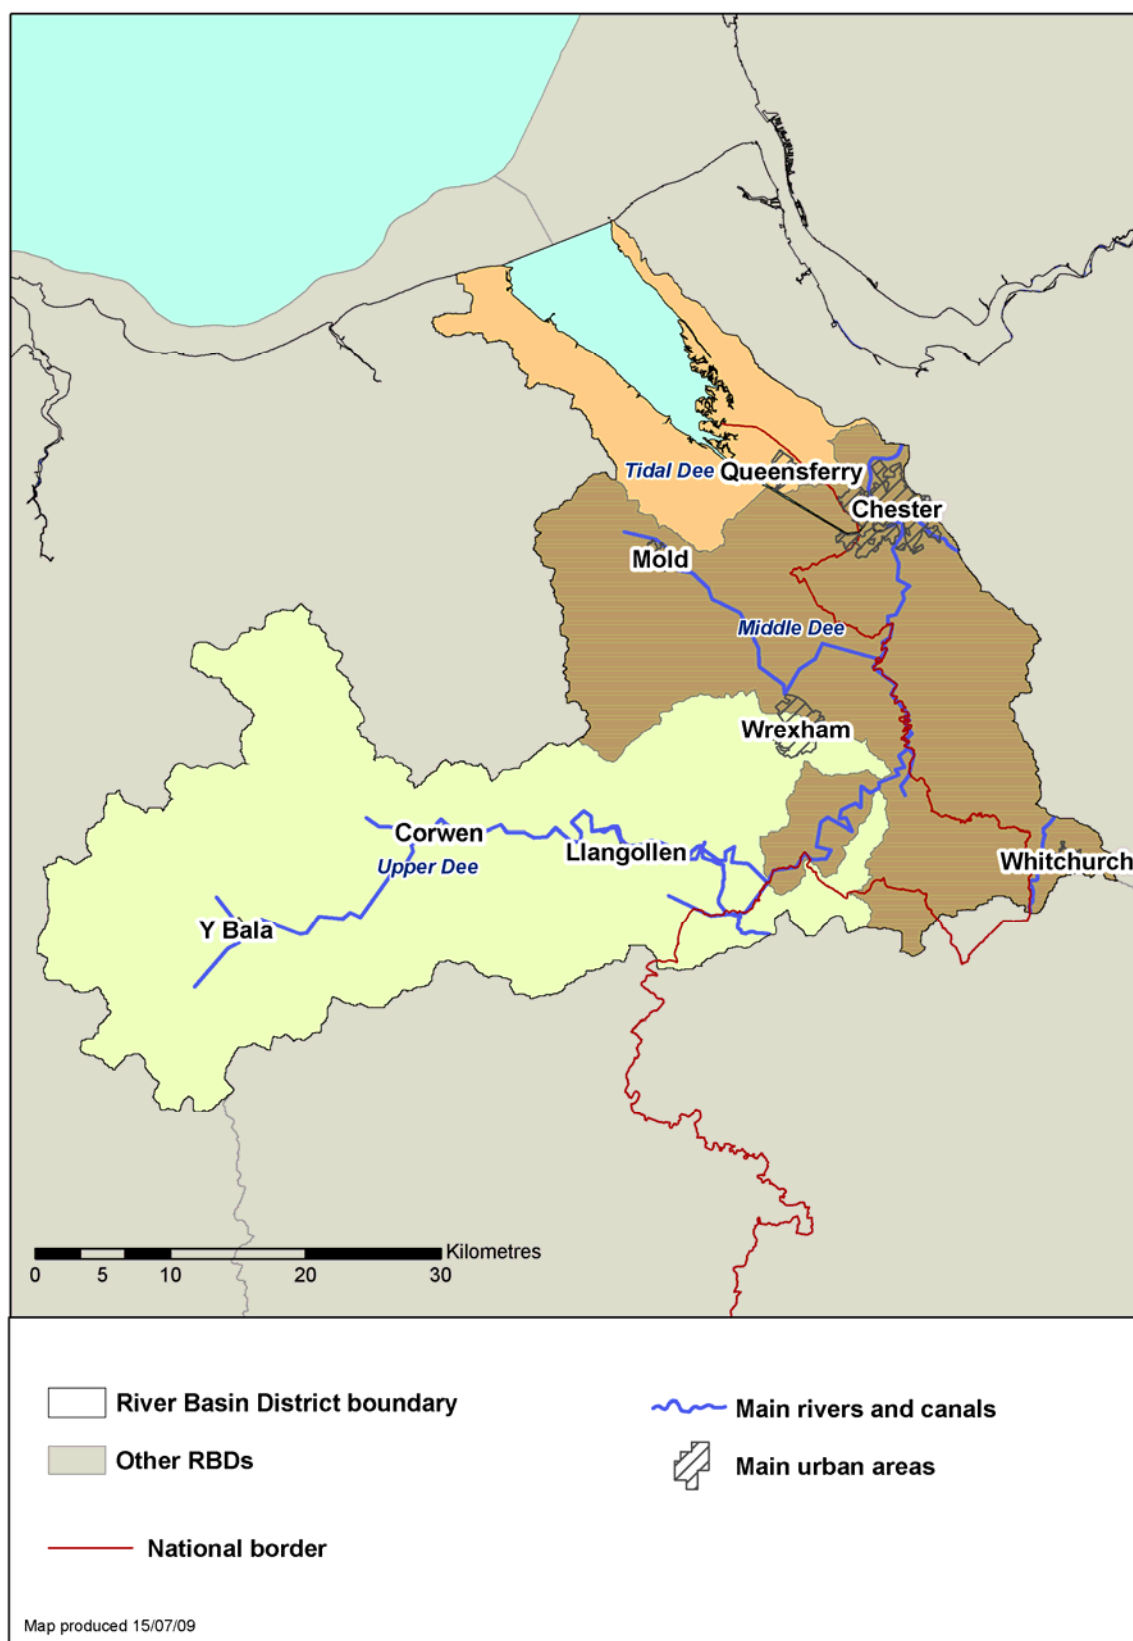 Tidal Dee
Queensferry
Chester
Mold
Middle Dee
Wrexham
Corwen
Llangollen
Whitchurch
Upper Dee
Y Bala
Kilometres
0 5 10 20 30
River Basin District boundary
Main rivers and canals
Other RBDs
Main urban areas
National border
Map produced 15/07/09